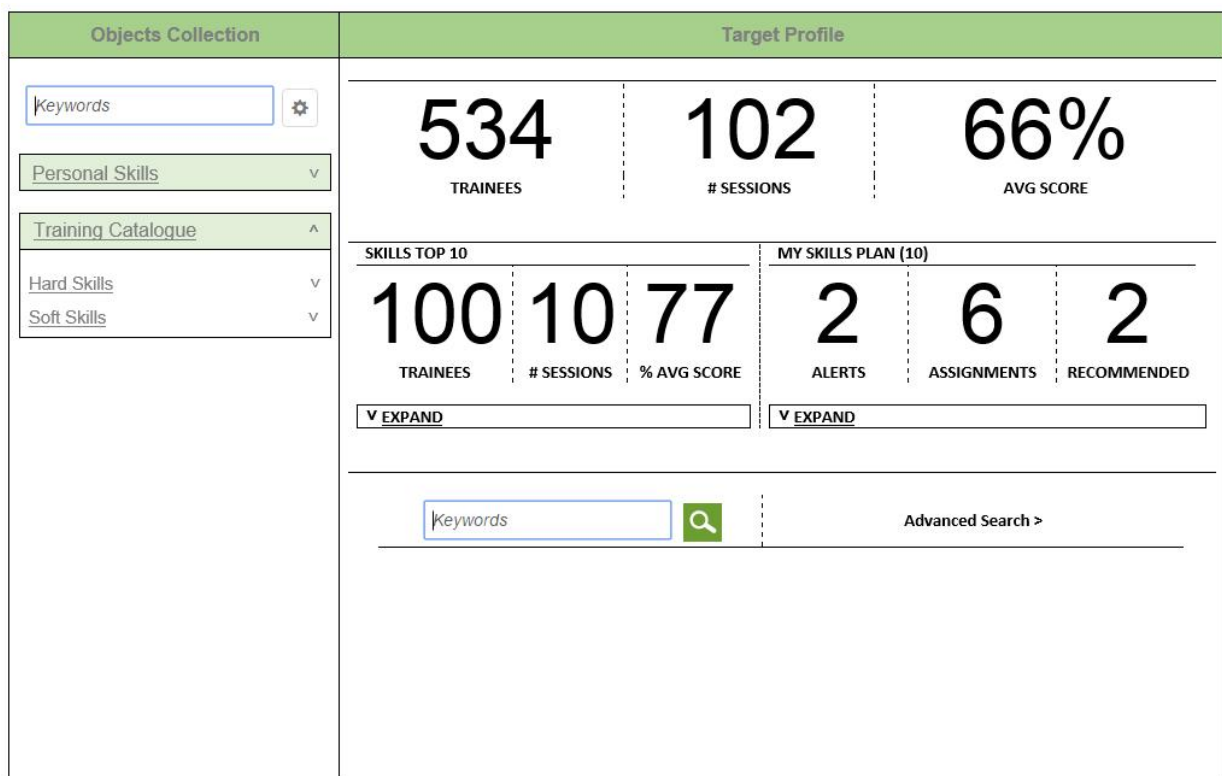 Objects Collection
Target Profile
Keywords
Personal Skills v
Training Catalogue ^
Hard Skills v
Soft Skills v
534 102 66%
TRAINEES # SESSIONS AVG SCORE
SKILLS TOP 10
100 10 77
TRAINEES # SESSIONS % AVG SCORE
V EXPAND
MY SKILLS PLAN (10)
2 6 2
ALERTS ASSIGNMENTS RECOMMENDED
V EXPAND
Keywords
Advanced Search >